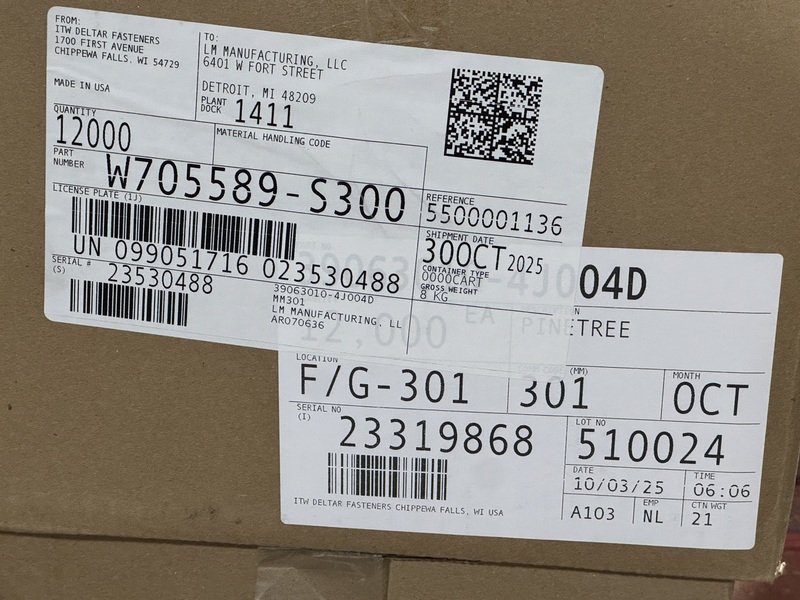 FROM:
ITW DELTAR FASTENERS
1700 FIRST AVENUE
CHIPPEWA FALLS, WI 54729
MADE IN USA
TO:
LM MANUFACTURING, LLC
6401 W FORT STREET
DETROIT, MI 48209
PLANT DOCK 1411
QUANTITY
12000
MATERIAL HANDLING CODE
PART NUMBER W705589-S300
LICENSE PLATE (1J)
UN 099051716 023530488
REFERENCE
5500001136
SHIPMENT DATE
30OCT2025
CONTAINER TYPE
0000CART
GROSS WEIGHT
8 KG
SERIAL #
(S)
23530488
39063010-4J004D
MM301
LM MANUFACTURING, LL
AR070636
39063010-4J004D
12,000 EA
PINETREE
LOCATION
F/G-301
(MM)
301
MONTH
OCT
SERIAL NO
(I)
23319868
LOT NO
510024
DATE
10/03/25
TIME
06:06
A103
EMP
NL
CTN WGT
21
ITW DELTAR FASTENERS CHIPPEWA FALLS, WI USA